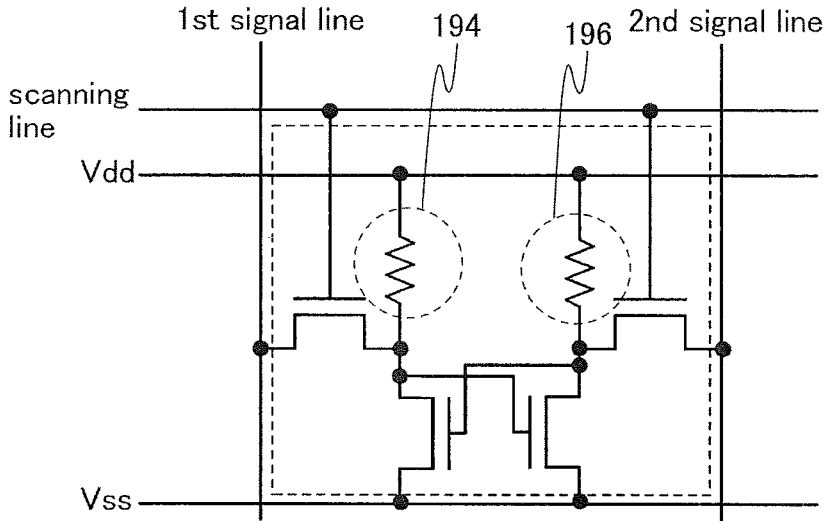 1st signal line
194
196
2nd signal line
scanning
line
Vdd
Vss